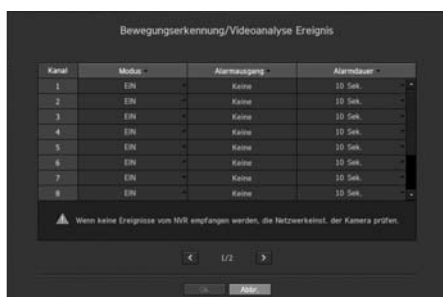 Bewegungserkennung/Videoanalyse Ereignis
Kanal Modus Alarmausgang Alarmdauer
1 EIN Keine 10 Sek.
2 EIN Keine 10 Sek.
3 EIN Keine 10 Sek.
4 EIN Keine 10 Sek.
5 EIN Keine 10 Sek.
6 EIN Keine 10 Sek.
7 EIN Keine 10 Sek.
8 EIN Keine 10 Sek.
Wenn keine Ereignisse vom NVR empfangen werden, die Netzwerkeinst. der Kamera prüfen.
< 1/2 >
Ok Abbr.